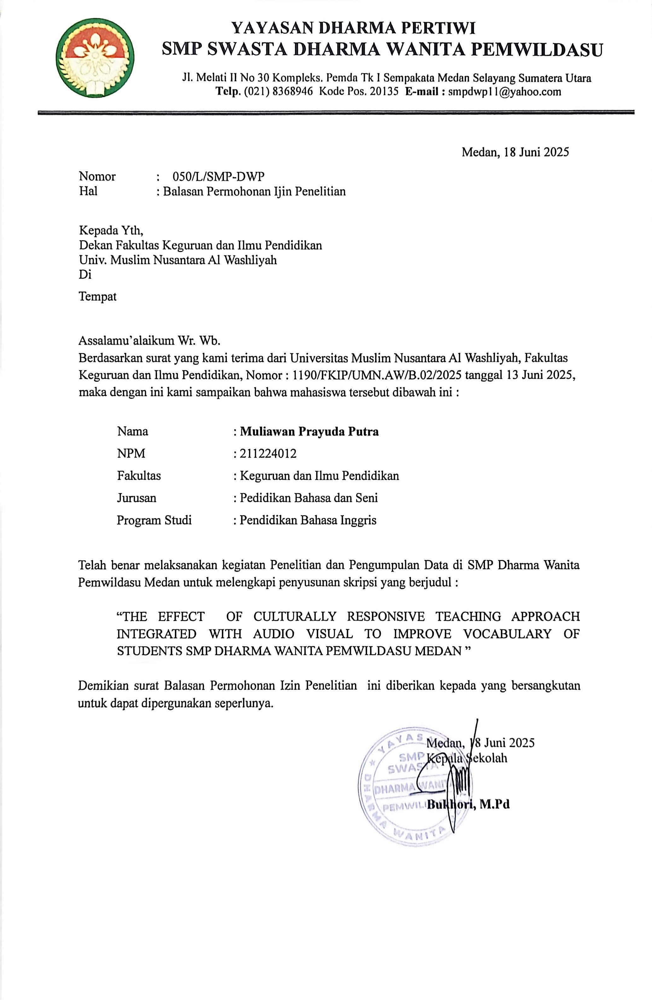 YAYASAN DHARMA PERTIWI
SMP SWASTA DHARMA WANITA PEMWILDASU
Jl. Melati II No 30 Kompleks. Pemda Tk I Sempakata Medan Selayang Sumatera Utara
Telp. (021) 8368946 Kode Pos. 20135 E-mail : smpdwp11@yahoo.com
Medan, 18 Juni 2025
Nomor : 050/L/SMP-DWP
Hal : Balasan Permohonan Ijin Penelitian
Kepada Yth,
Dekan Fakultas Keguruan dan Ilmu Pendidikan
Univ. Muslim Nusantara Al Washliyah
Di
Tempat
Assalamu’alaikum Wr. Wb.
Berdasarkan surat yang kami terima dari Universitas Muslim Nusantara Al Washliyah, Fakultas
Keguruan dan Ilmu Pendidikan, Nomor : 1190/FKIP/UMN.AW/B.02/2025 tanggal 13 Juni 2025,
maka dengan ini kami sampaikan bahwa mahasiswa tersebut dibawah ini :
Nama : Muliawan Prayuda Putra
NPM : 211224012
Fakultas : Keguruan dan Ilmu Pendidikan
Jurusan : Pedidikan Bahasa dan Seni
Program Studi : Pendidikan Bahasa Inggris
Telah benar melaksanakan kegiatan Penelitian dan Pengumpulan Data di SMP Dharma Wanita
Pemwildasu Medan untuk melengkapi penyusunan skripsi yang berjudul :
“THE EFFECT OF CULTURALLY RESPONSIVE TEACHING APPROACH
INTEGRATED WITH AUDIO VISUAL TO IMPROVE VOCABULARY OF
STUDENTS SMP DHARMA WANITA PEMWILDASU MEDAN ”
Demikian surat Balasan Permohonan Izin Penelitian ini diberikan kepada yang bersangkutan
untuk dapat dipergunakan seperlunya.
Medan, 18 Juni 2025
Kepala Sekolah
Bukhori, M.Pd
SMP
SWASTA
DHARMA WANITA
DHARMA WANITA